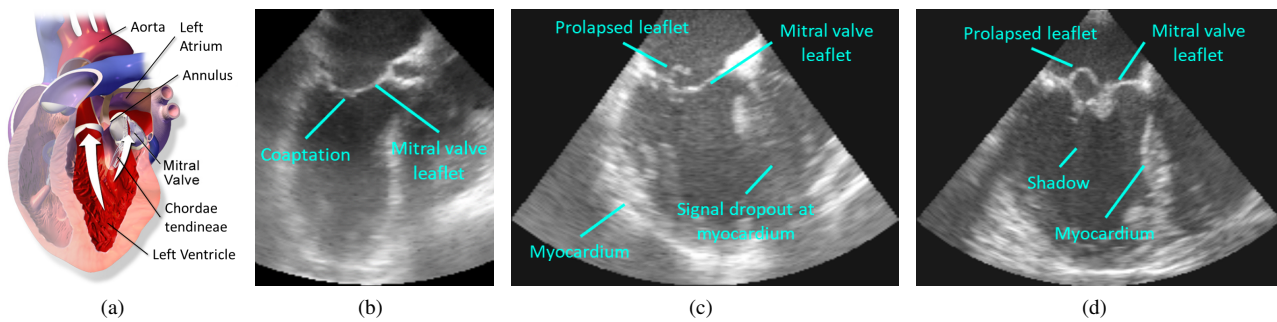 Aorta
Left
Atrium
Annulus
Mitral
Valve
Chordae
tendineae
Left Ventricle
(a)
Coaptation
Mitral valve
leaflet
(b)
Prolapsed leaflet
Mitral valve
leaflet
Signal dropout at
myocardium
Myocardium
(c)
Prolapsed leaflet
Mitral valve
leaflet
Shadow
Myocardium
(d)